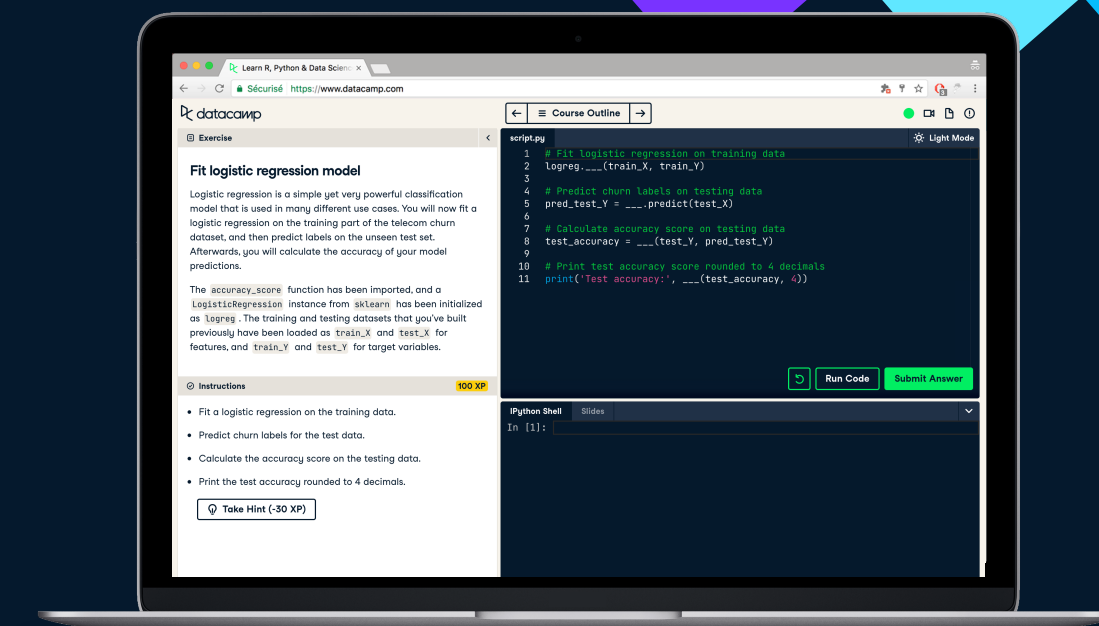 Learn R, Python & Data Scienc
Sécurisé https://www.datacamp.com
datacamp
Course Outline
Exercise
Fit logistic regression model
Logistic regression is a simple yet very powerful classification
model that is used in many different use cases. You will now fit a
logistic regression on the training part of the telecom churn
dataset, and then predict labels on the unseen test set.
Afterwards, you will calculate the accuracy of your model
predictions.
The accuracy_score function has been imported, and a
LogisticRegression instance from sklearn has been initialized
as logreg . The training and testing datasets that you've built
previously have been loaded as train_X and test_X for
features, and train_Y and test_Y for target variables.
Instructions
100 XP
Fit a logistic regression on the training data.
Predict churn labels for the test data.
Calculate the accuracy score on the testing data.
Print the test accuracy rounded to 4 decimals.
Take Hint (-30 XP)
script.py
Light Mode
1 # Fit logistic regression on training data
2 logreg.___(train_X, train_Y)
3
4 # Predict churn labels on testing data
5 pred_test_Y = ___.predict(test_X)
6
7 # Calculate accuracy score on testing data
8 test_accuracy = ___(test_Y, pred_test_Y)
9
10 # Print test accuracy score rounded to 4 decimals
11 print('Test accuracy:', ___(test_accuracy, 4))
Run Code
Submit Answer
IPython Shell
Slides
In [1]: